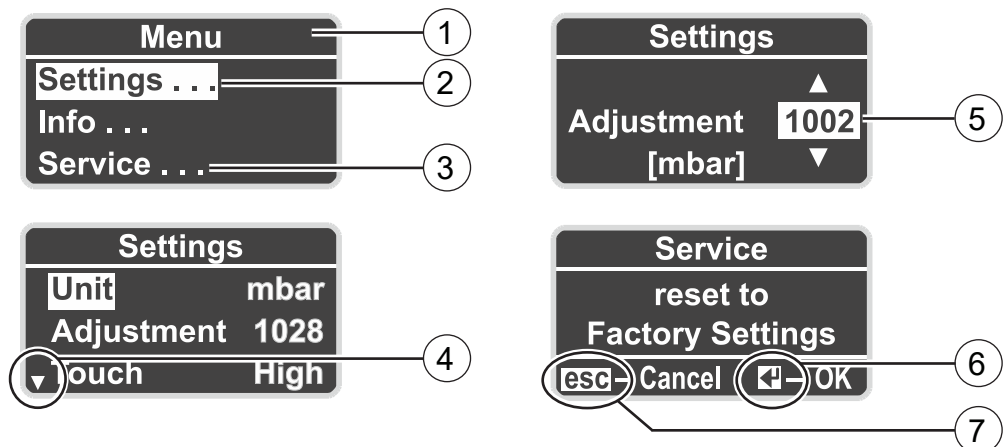 Menu
Settings . . .
Info . . .
Service . . .
1
2
3
Settings
Adjustment 1002
[mbar]
5
Settings
Unit mbar
Adjustment 1028
Touch High
4
Service
reset to
Factory Settings
esc – Cancel – OK
6
7